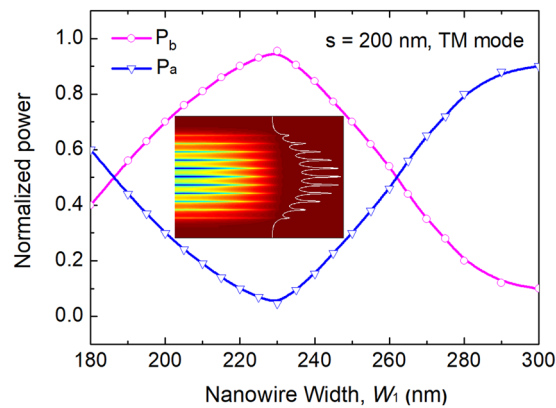 s = 200 nm, TM mode
P_b
P_a
Normalized power
1.0
0.8
0.6
0.4
0.2
0.0
180 200 220 240 260 280 300
Nanowire Width, W₁ (nm)